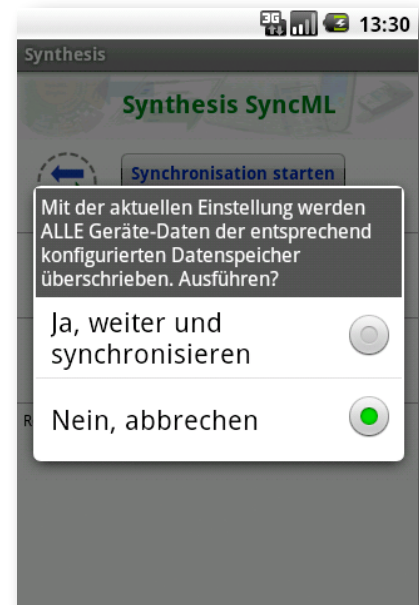 3G 13:30
Synthesis
Synthesis SyncML
Synchronisation starten
Mit der aktuellen Einstellung werden
ALLE Geräte-Daten der entsprechend
konfigurierten Datenspeicher
überschrieben. Ausführen?
Ja, weiter und
synchronisieren
Nein, abbrechen